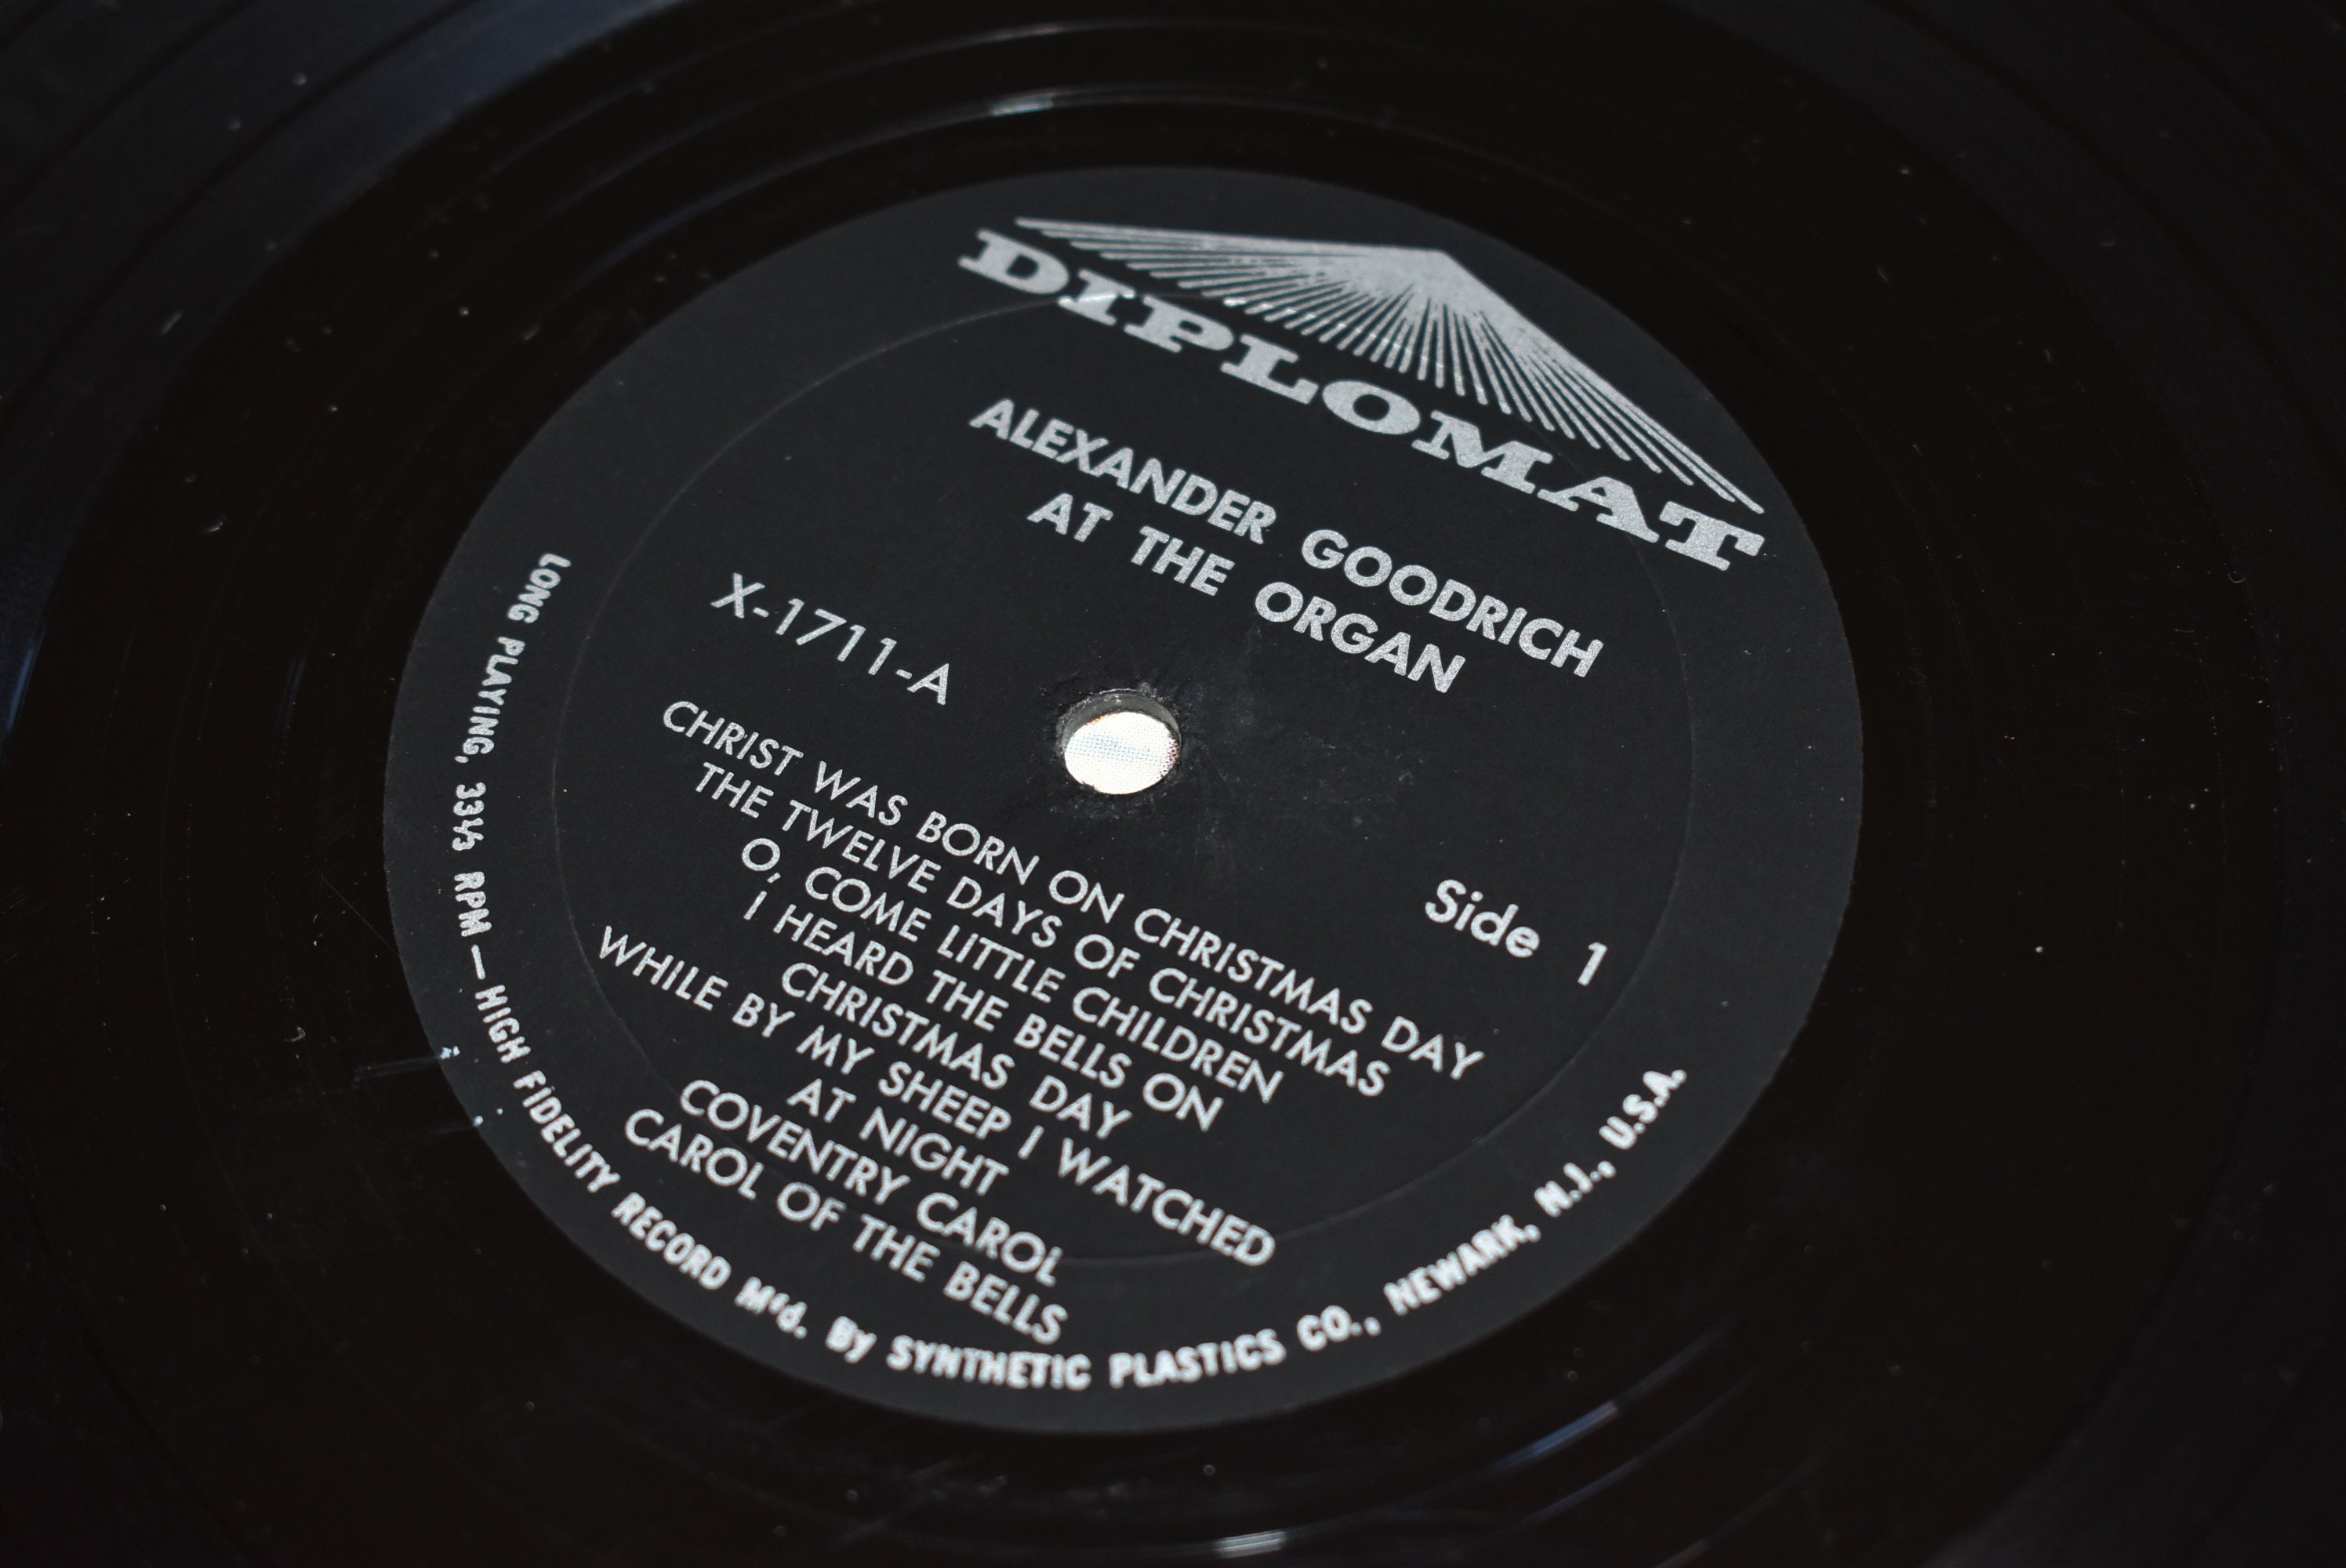 DIPLOMAT
ALEXANDER GOODRICH
AT THE ORGAN
X-1711-A
Side 1
CHRIST WAS BORN ON CHRISTMAS DAY
THE TWELVE DAYS OF CHRISTMAS
O, COME LITTLE CHILDREN
I HEARD THE BELLS ON
CHRISTMAS DAY
WHILE BY MY SHEEP I WATCHED
AT NIGHT
COVENTRY CAROL
CAROL OF THE BELLS
LONG PLAYING, 33⅓ RPM — HIGH FIDELITY RECORD M'f'd. By SYNTHETIC PLASTICS CO., NEWARK, N.J., U.S.A.